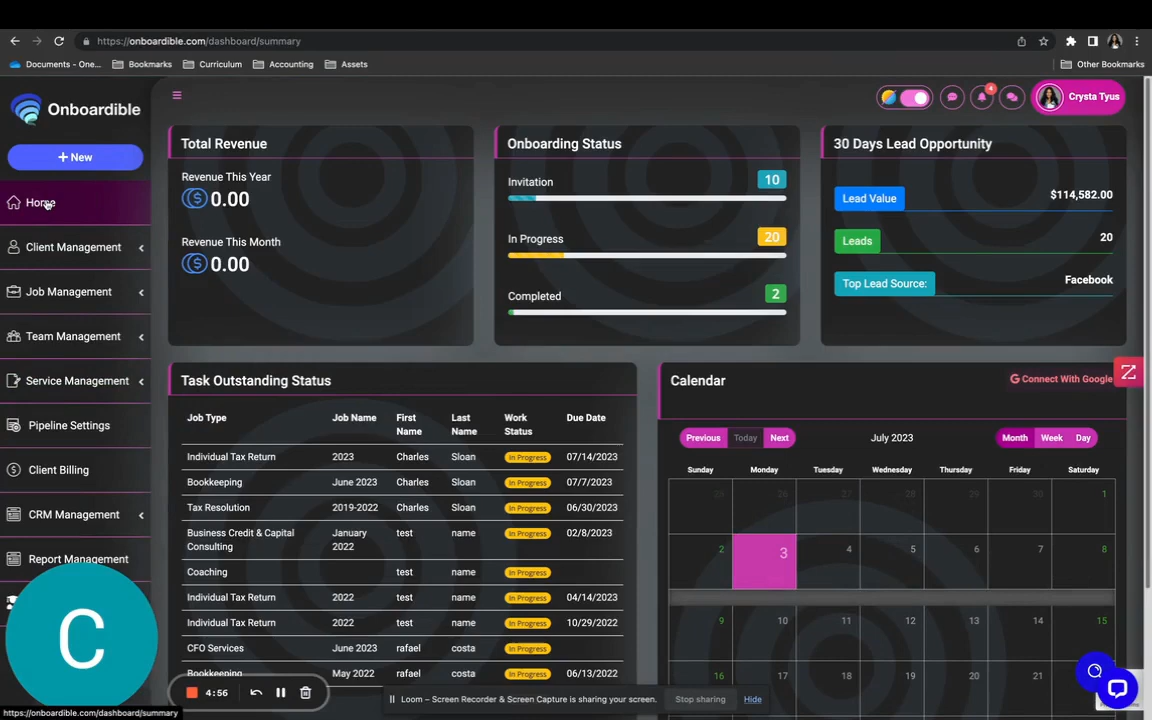 https://onboardible.com/dashboard/summary
Documents - One...
Bookmarks
Curriculum
Accounting
Assets
Other Bookmarks
Onboardible
+ New
Home
Client Management
Job Management
Team Management
Service Management
Pipeline Settings
Client Billing
CRM Management
Report Management
C
4
Crysta Tyus
Total Revenue
Revenue This Year
0.00
Revenue This Month
0.00
Onboarding Status
Invitation 10
In Progress 20
Completed 2
30 Days Lead Opportunity
Lead Value $114,582.00
Leads 20
Top Lead Source: Facebook
Task Outstanding Status
Job Type Job Name First Name Last Name Work Status Due Date
Individual Tax Return 2023 Charles Sloan In Progress 07/14/2023
Bookkeeping June 2023 Charles Sloan In Progress 07/7/2023
Tax Resolution 2019-2022 Charles Sloan In Progress 06/30/2023
Business Credit & Capital Consulting January 2022 test name In Progress 02/8/2023
Coaching test name In Progress
Individual Tax Return 2022 test name In Progress 04/14/2023
Individual Tax Return 2022 test name In Progress 10/29/2022
CFO Services June 2023 rafael costa In Progress
Bookkeeping May 2022 rafael costa In Progress 06/13/2022
Calendar
Connect With Google
Previous Today Next
July 2023
Month Week Day
Sunday Monday Tuesday Wednesday Thursday Friday Saturday
25 26 27 28 29 30 1
2 3 4 5 6 7 8
9 10 11 12 13 14 15
16 17 18 19 20 21 22
4:56
Loom – Screen Recorder & Screen Capture is sharing your screen.
Stop sharing
Hide
https://onboardible.com/dashboard/summary